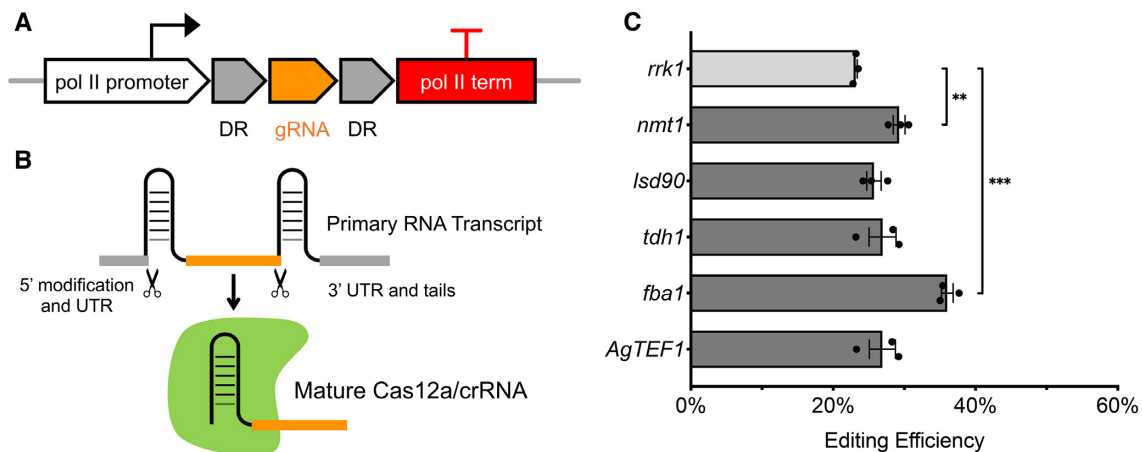 A
pol II promoter
pol II term
DR
gRNA
DR
B
Primary RNA Transcript
5' modification
and UTR
3' UTR and tails
Mature Cas12a/crRNA
C
rrk1
nmt1
lsd90
tdh1
fba1
AgTEF1
**
***
0%
20%
40%
60%
Editing Efficiency